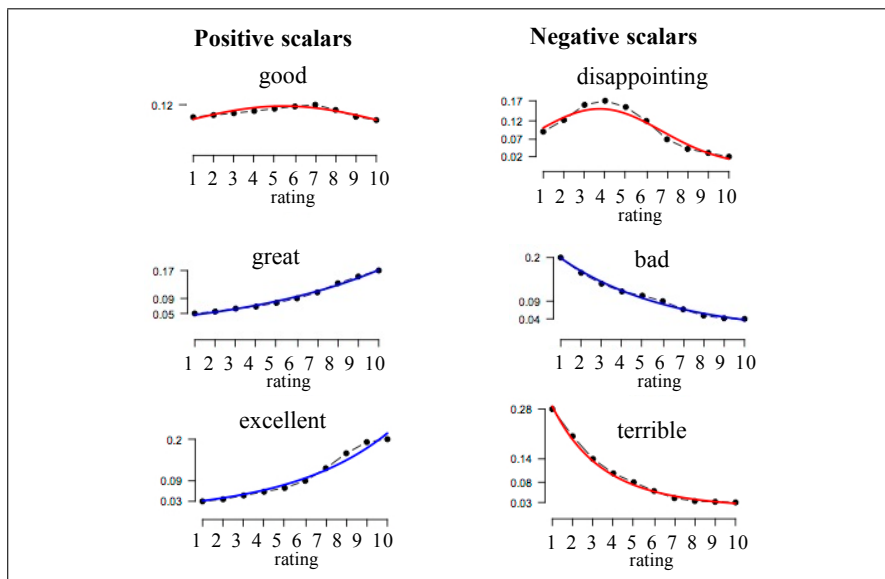 Positive scalars
Negative scalars
good
0.12
1 2 3 4 5 6 7 8 9 10
rating
disappointing
0.17
0.12
0.07
0.02
1 2 3 4 5 6 7 8 9 10
rating
great
0.17
0.09
0.05
1 2 3 4 5 6 7 8 9 10
rating
bad
0.2
0.09
0.04
1 2 3 4 5 6 7 8 9 10
rating
excellent
0.2
0.09
0.03
1 2 3 4 5 6 7 8 9 10
rating
terrible
0.28
0.14
0.08
0.03
1 2 3 4 5 6 7 8 9 10
rating